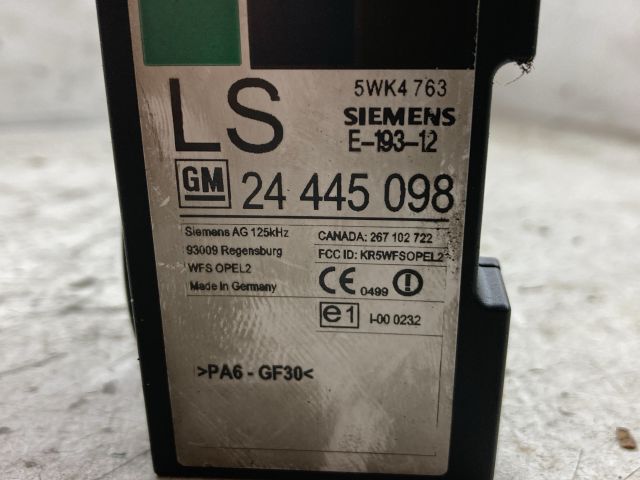 LS
5WK4 763
SIEMENS
E-193-12
GM 24 445 098
Siemens AG 125kHz
93009 Regensburg
WFS OPEL2
Made in Germany
CANADA: 267 102 722
FCC ID: KR5WFSOPEL2
CE 0499 !
e1 I-00 0232
>PA6 - GF30<